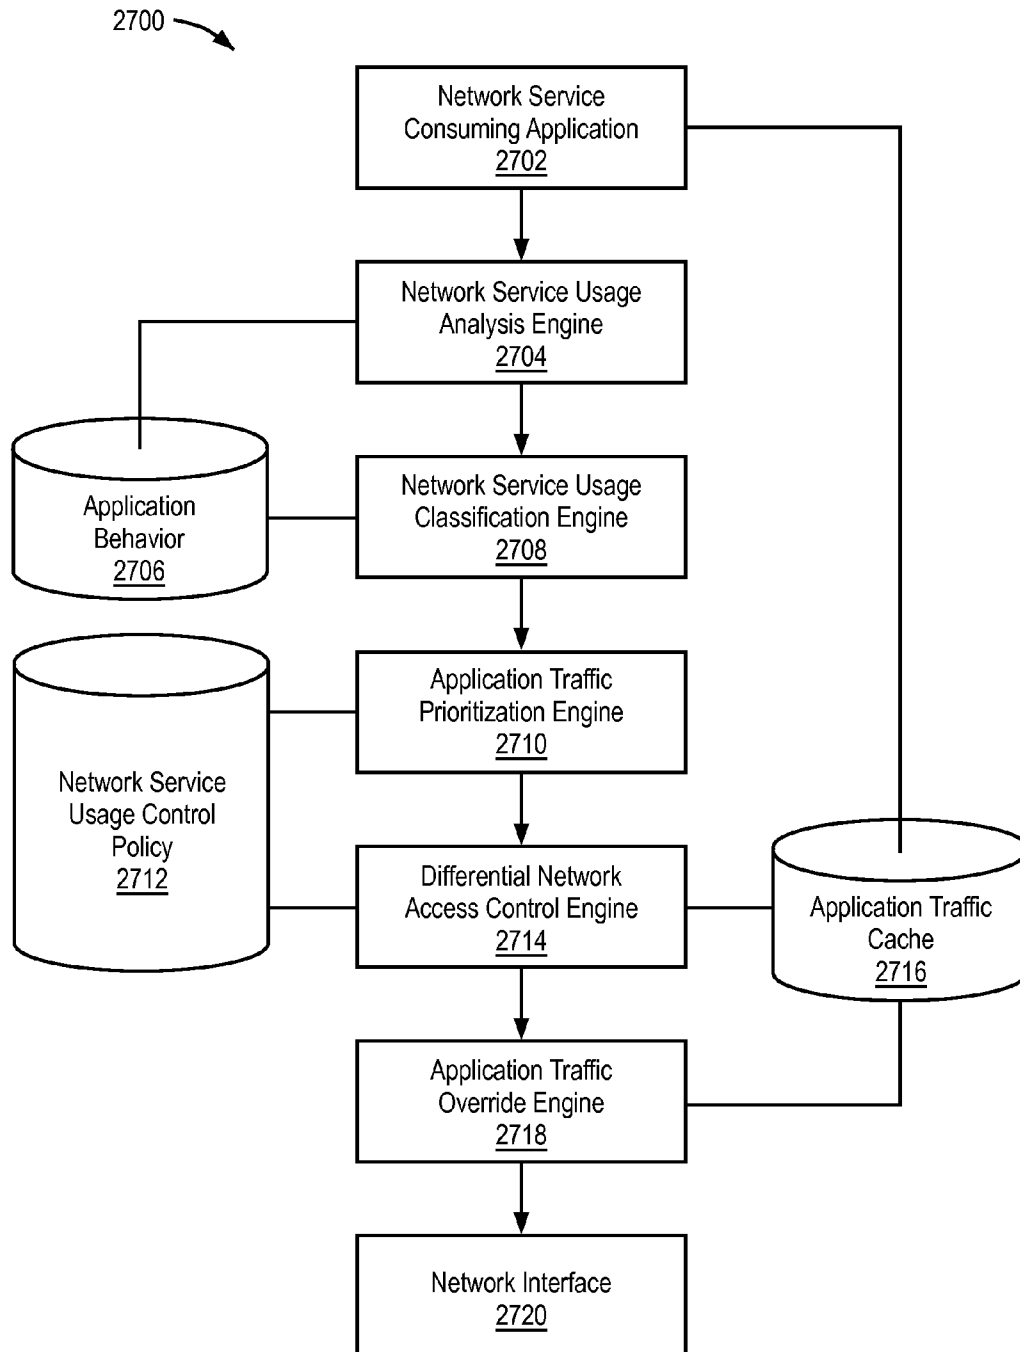 2700
Network Service
Consuming Application
2702
Network Service Usage
Analysis Engine
2704
Application
Behavior
2706
Network Service Usage
Classification Engine
2708
Application Traffic
Prioritization Engine
2710
Network Service
Usage Control
Policy
2712
Differential Network
Access Control Engine
2714
Application Traffic
Cache
2716
Application Traffic
Override Engine
2718
Network Interface
2720